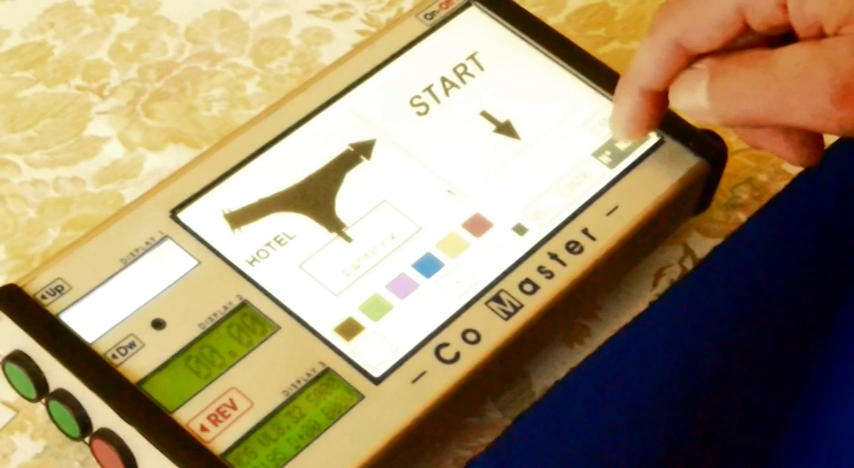 On-Off
START
HOTEL
DISPLAY 1
Up
DISPLAY 2
Dw
00.00
DISPLAY 3
REV
- Co Master -